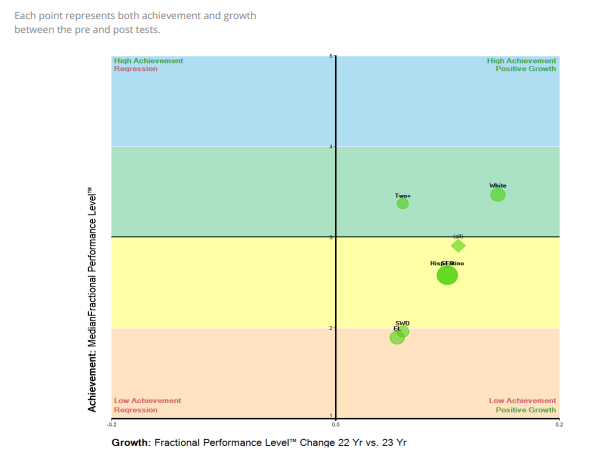 Each point represents both achievement and growth
between the pre and post tests.
5
High Achievement
Regression
High Achievement
Positive Growth
4
White
Two+
3
(all)
2
SWD
EL
Low Achievement
Regression
Low Achievement
Positive Growth
1
-0.2
0.0
0.2
Achievement: MedianFractional Performance Level™
Growth: Fractional Performance Level™ Change 22 Yr vs. 23 Yr